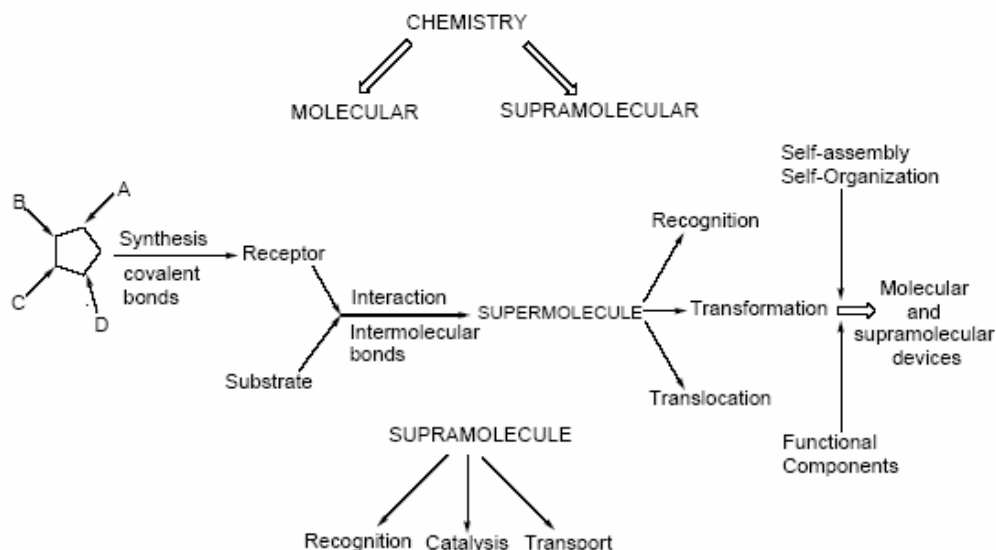 CHEMISTRY
MOLECULAR
SUPRAMOLECULAR
Self-assembly
Self-Organization
A
B
C
D
Synthesis
covalent
bonds
Receptor
Substrate
Interaction
Intermolecular
bonds
SUPERMOLECULE
Recognition
Transformation
Translocation
Molecular
and
supramolecular
devices
Functional
Components
SUPRAMOLECULE
Recognition
Catalysis
Transport